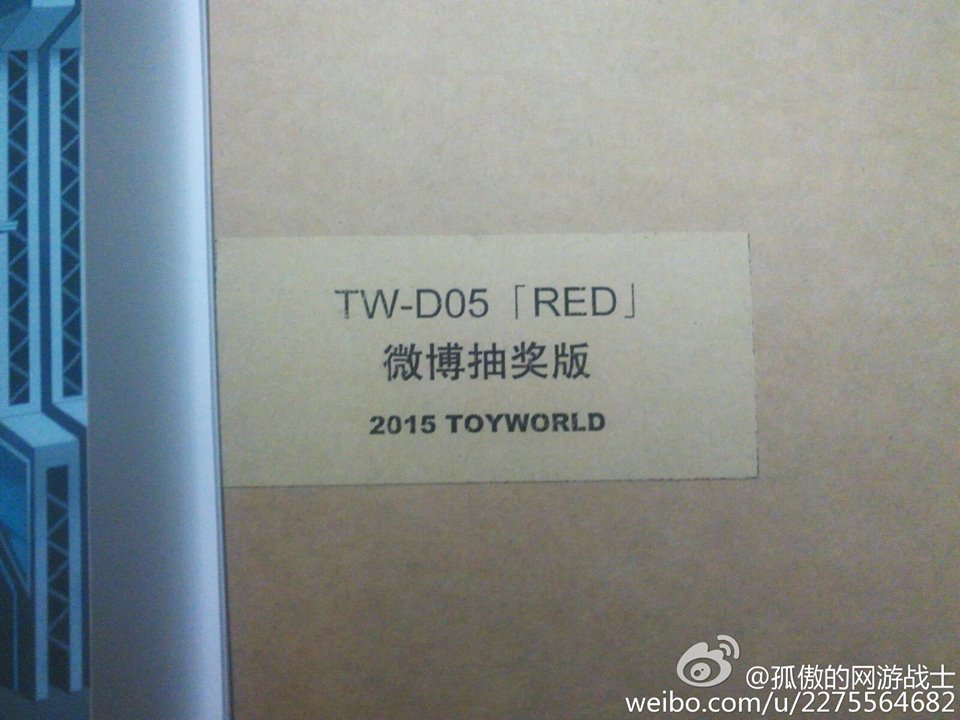 TW-D05「RED」
微博抽奖版
2015 TOYWORLD
@孤傲的网游战士
weibo.com/u/2275564682